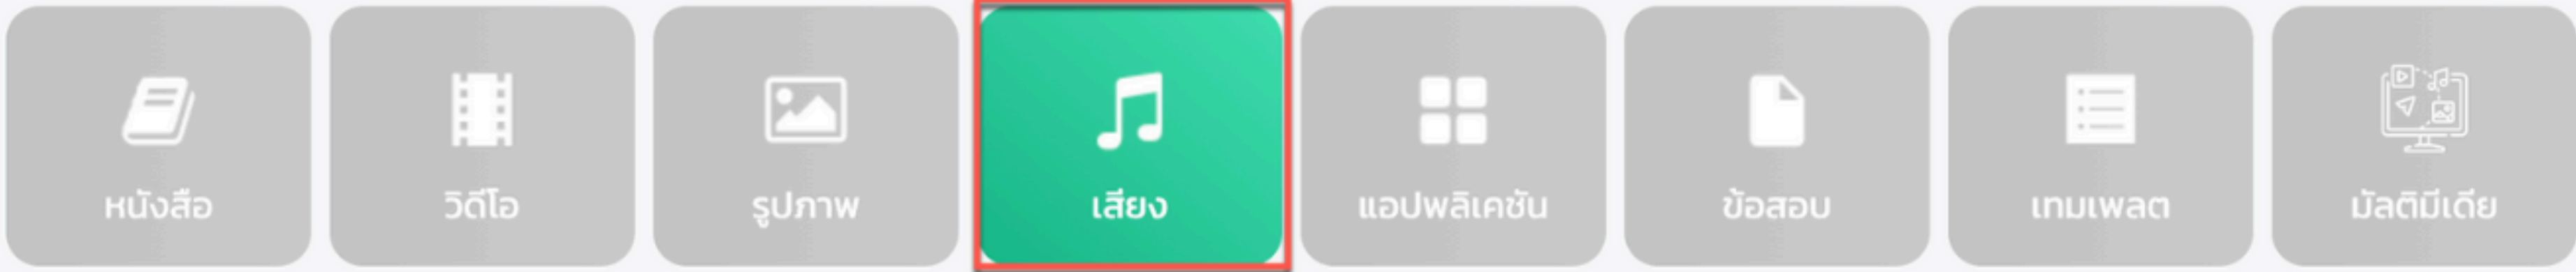 หนังสือ
วิดีโอ
รูปภาพ
เสียง
แอปพลิเคชัน
ข้อสอบ
เทมเพลต
มัลติมีเดีย